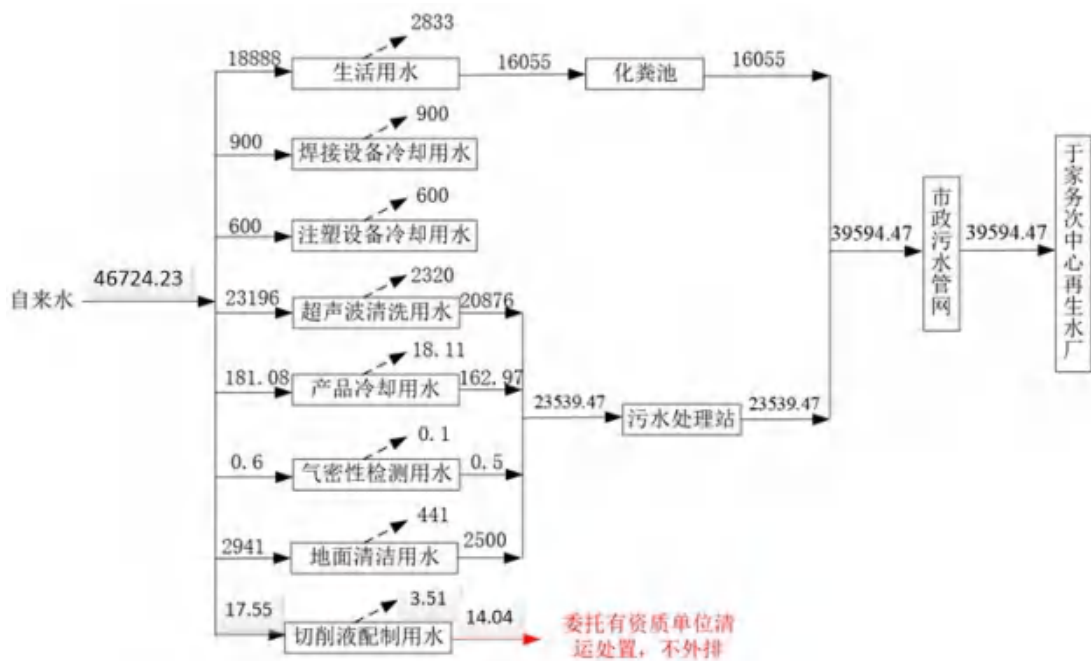 2833
18888
生活用水
16055
化粪池
16055
900
900
焊接设备冷却用水
600
600
注塑设备冷却用水
自来水
46724.23
2320
23196
超声波清洗用水
20876
18.11
181.08
产品冷却用水
162.97
23539.47
污水处理站
23539.47
0.1
0.6
气密性检测用水
0.5
441
2941
地面清洁用水
2500
3.51
17.55
切削液配制用水
14.04
委托有资质单位清
运处置，不外排
39594.47
市政污水管网
39594.47
于家务次中心再生水厂